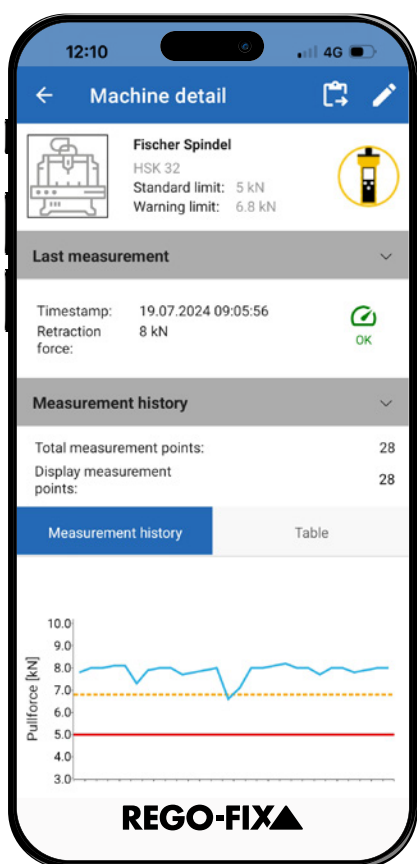 12:10
4G
Machine detail
Fischer Spindel
HSK 32
Standard limit: 5 kN
Warning limit: 6.8 kN
Last measurement
Timestamp: 19.07.2024 09:05:56
Retraction force: 8 kN
OK
Measurement history
Total measurement points: 28
Display measurement points: 28
Measurement history Table
Pullforce [kN]
10.0
9.0
8.0
7.0
6.0
5.0
4.0
3.0
REGO-FIX